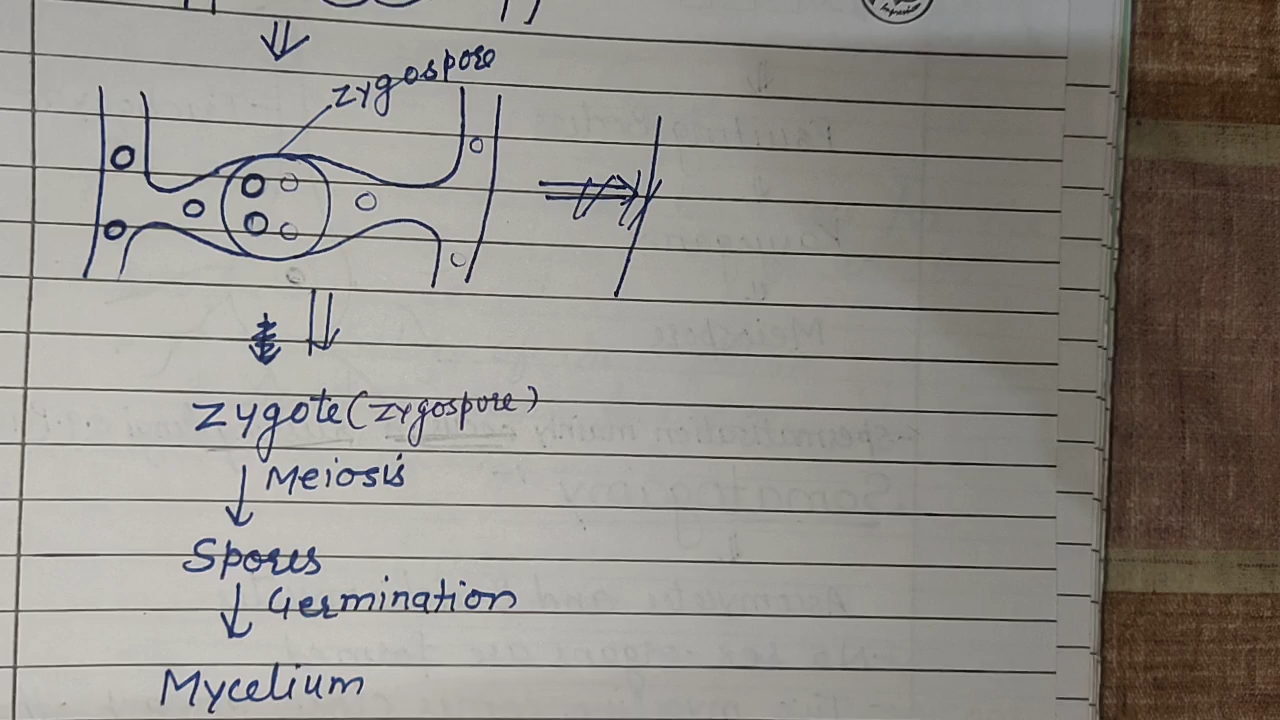 zygospore
Zygote (zygospore)
Meiosis
Spores
Germination
Mycelium